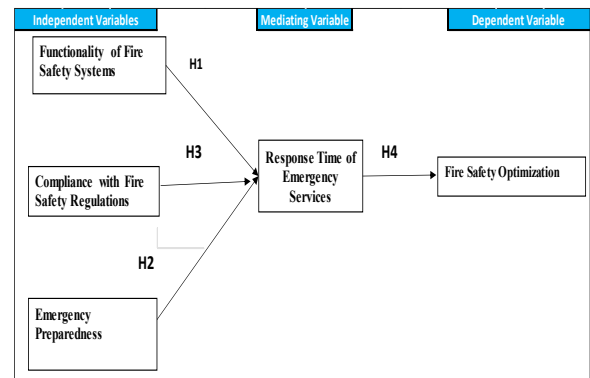 Independent Variables
Mediating Variable
Dependent Variable
Functionality of Fire
Safety Systems
H1
H3
Compliance with Fire
Safety Regulations
Response Time of
Emergency
Services
H4
Fire Safety Optimization
H2
Emergency
Preparedness